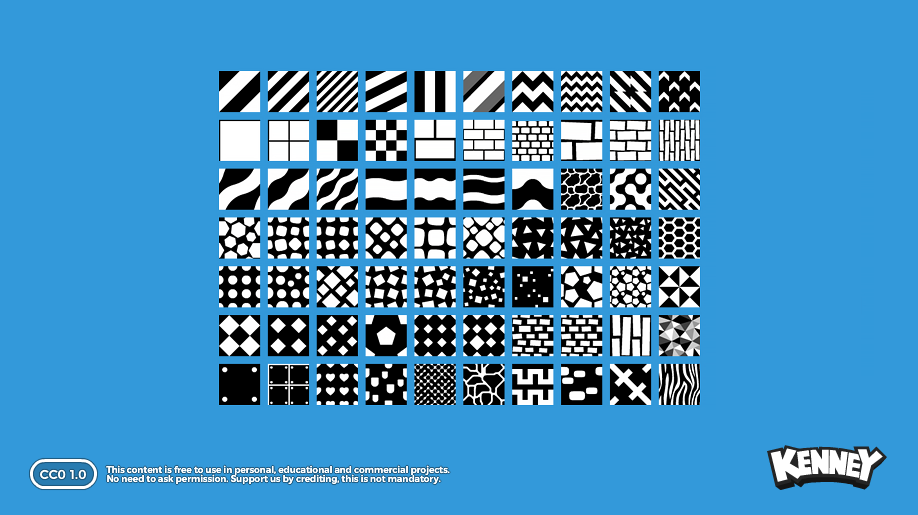 CC0 1.0
This content is free to use in personal, educational and commercial projects.
No need to ask permission. Support us by crediting, this is not mandatory.
KENNEY